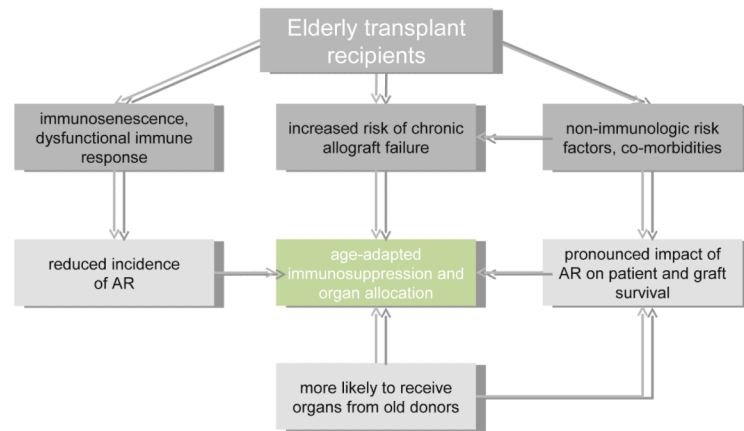 Elderly transplant
recipients
immunosenescence,
dysfunctional immune
response
increased risk of chronic
allograft failure
non-immunologic risk
factors, co-morbidities
reduced incidence
of AR
age-adapted
immunosuppression and
organ allocation
pronounced impact of
AR on patient and graft
survival
more likely to receive
organs from old donors